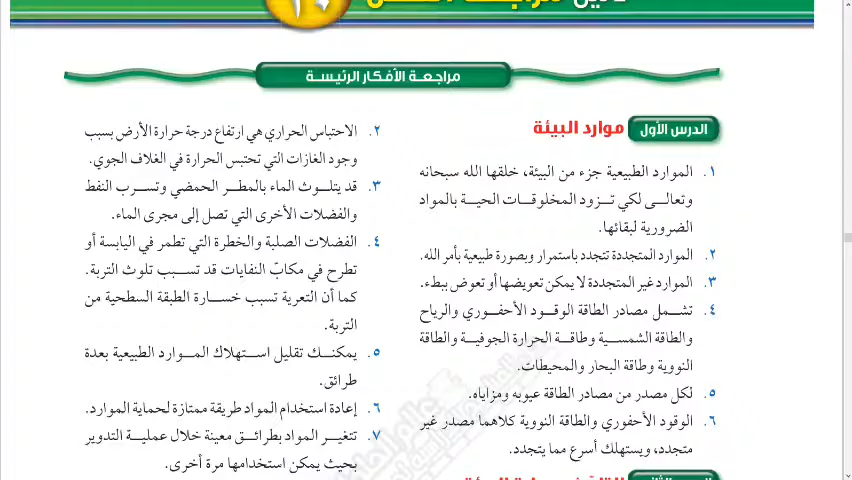 دليل مراجعة الفصل
١٠
مراجعة الأفكار الرئيسة
الدرس الأول موارد البيئة
١. الموارد الطبيعية جزء من البيئة، خلقها الله سبحانه
وتعالى لكي تزود المخلوقات الحية بالمواد
الضرورية لبقائها.
٢. الموارد المتجددة تتجدد باستمرار وبصورة طبيعية بأمر الله.
٣. الموارد غير المتجددة لا يمكن تعويضها أو تعوض ببطء.
٤. تشمل مصادر الطاقة الوقود الأحفوري والرياح
والطاقة الشمسية وطاقة الحرارة الجوفية والطاقة
النووية وطاقة البحار والمحيطات.
٥. لكل مصدر من مصادر الطاقة عيوبه ومزاياه.
٦. الوقود الأحفوري والطاقة النووية كلاهما مصدر غير
متجدد، ويستهلك أسرع مما يتجدد.
الدرس الثاني
٢. الاحتباس الحراري هي ارتفاع درجة حرارة الأرض بسبب
وجود الغازات التي تحتبس الحرارة في الغلاف الجوي.
٣. قد يتلوث الماء بالمطر الحمضي وتسرب النفط
والفضلات الأخرى التي تصل إلى مجرى الماء.
٤. الفضلات الصلبة والخطرة التي تطمر في اليابسة أو
تطرح في مكابّ النفايات قد تسبب تلوث التربة.
كما أن التعرية تسبب خسارة الطبقة السطحية من
التربة.
٥. يمكنك تقليل استهلاك الموارد الطبيعية بعدة
طرائق.
٦. إعادة استخدام المواد طريقة ممتازة لحماية الموارد.
٧. تتغير المواد بطرائق معينة خلال عملية التدوير
بحيث يمكن استخدامها مرة أخرى.